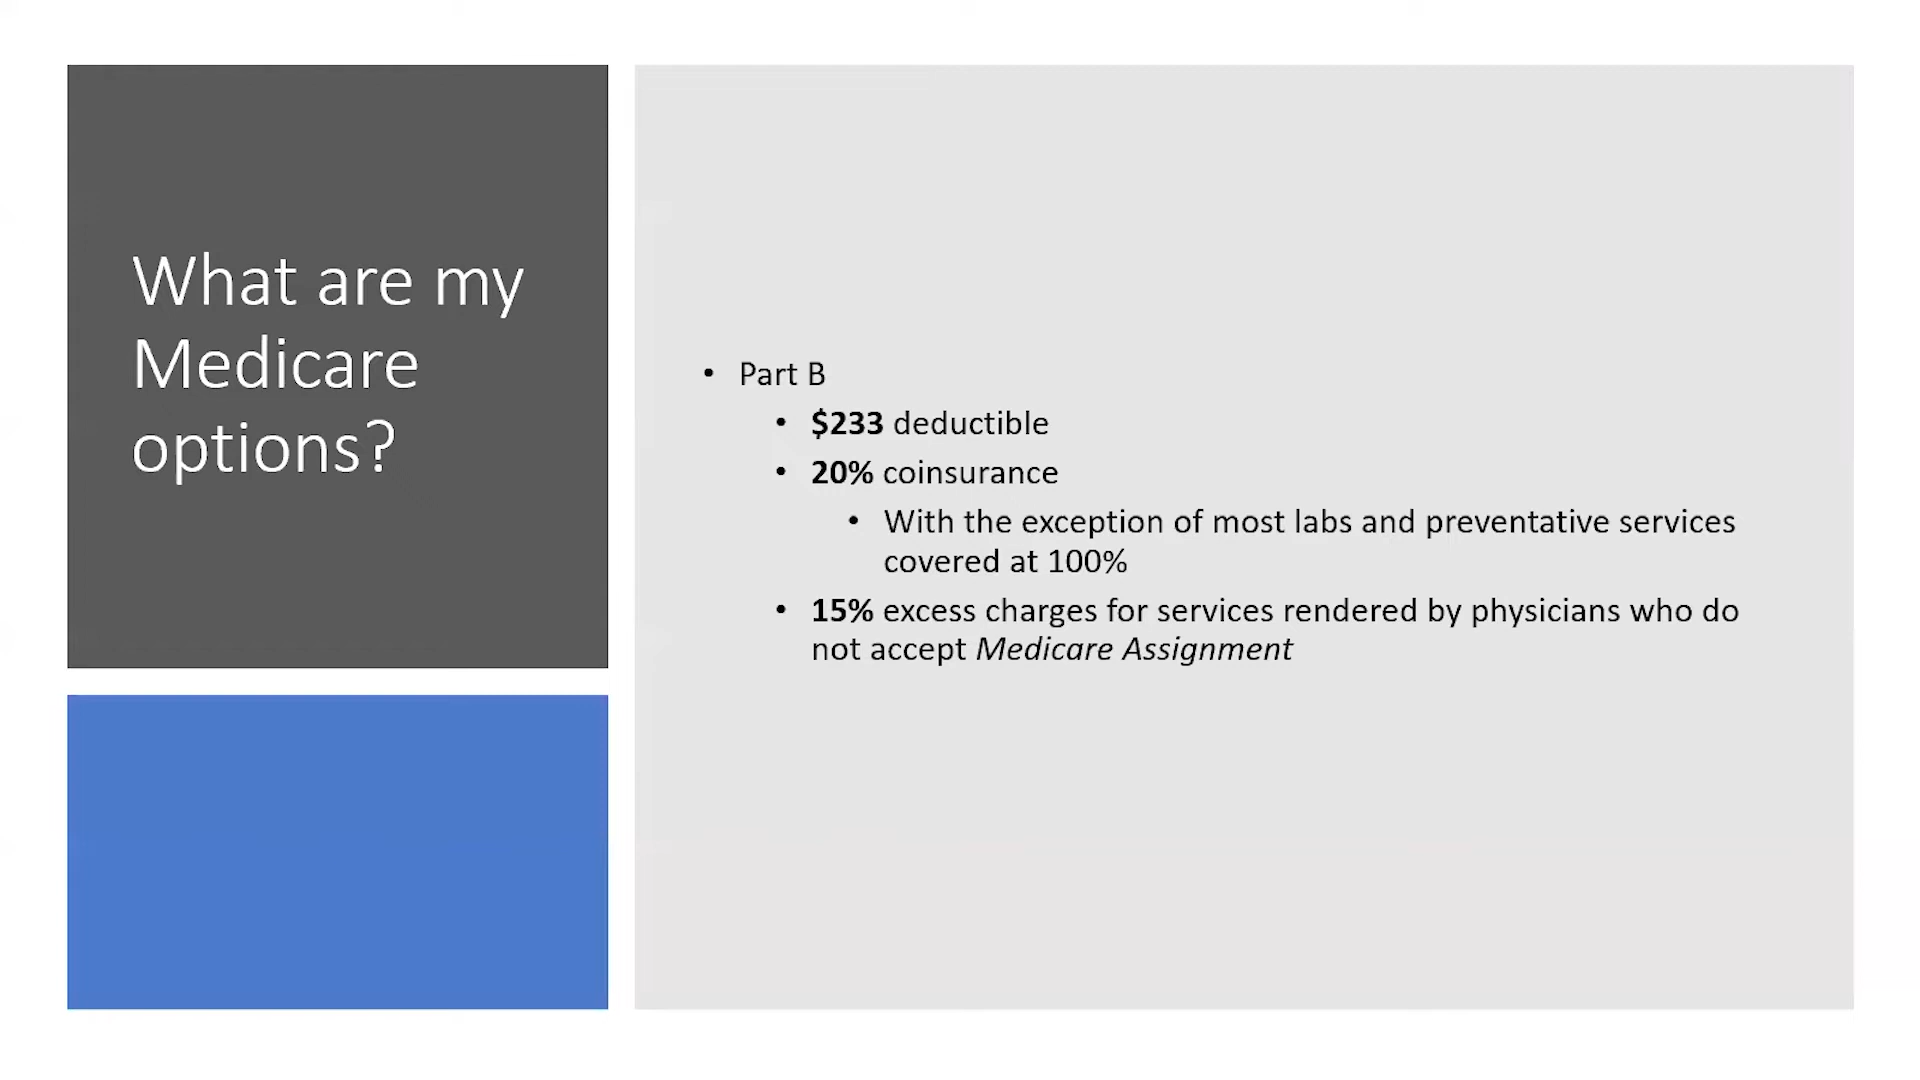 What are my
Medicare
options?
• Part B
• $233 deductible
• 20% coinsurance
• With the exception of most labs and preventative services
covered at 100%
• 15% excess charges for services rendered by physicians who do
not accept Medicare Assignment